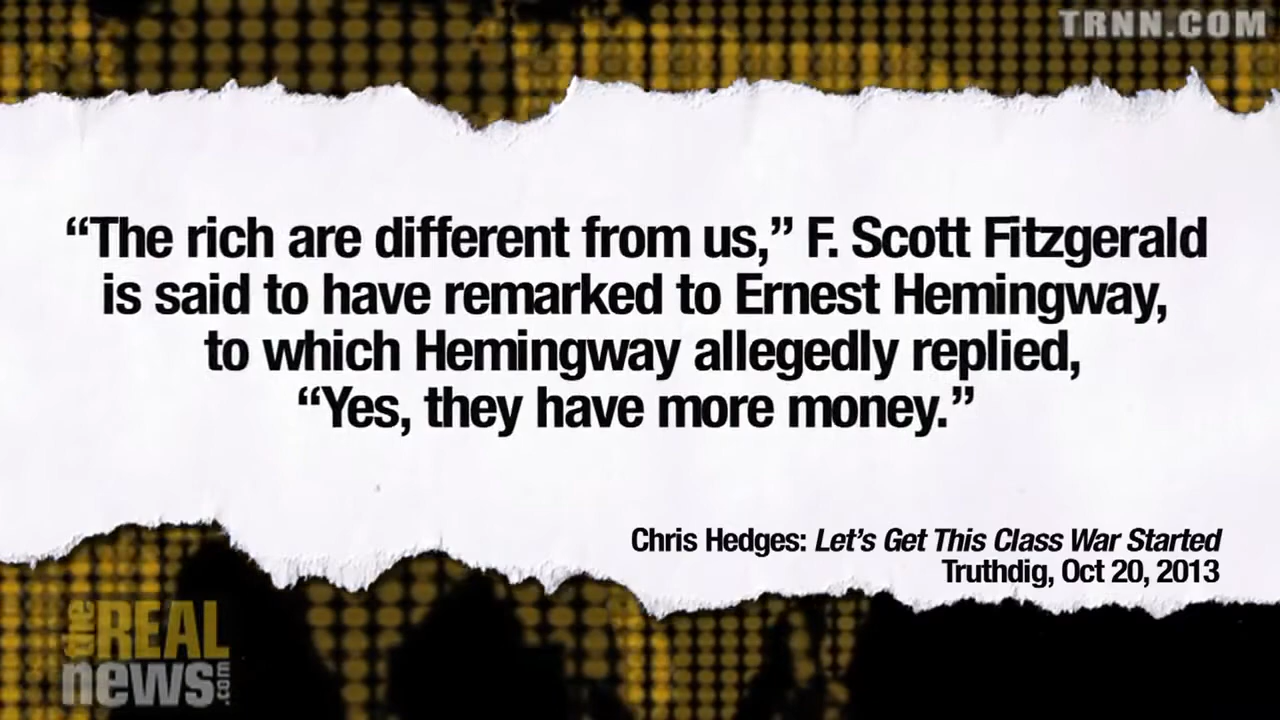 TRNN.COM
“The rich are different from us,” F. Scott Fitzgerald
is said to have remarked to Ernest Hemingway,
to which Hemingway allegedly replied,
“Yes, they have more money.”
Chris Hedges: Let’s Get This Class War Started
Truthdig, Oct 20, 2013
the REAL
news.com